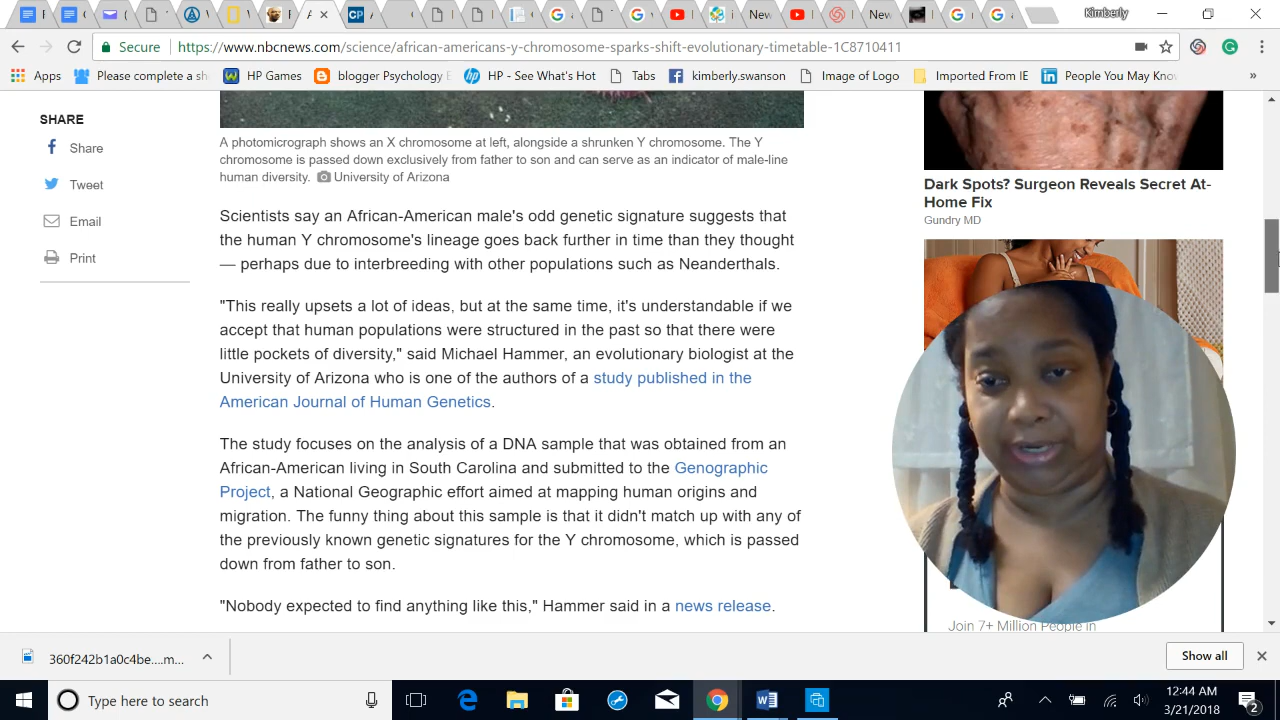 Kimberly
Secure
https://www.nbcnews.com/science/african-americans-y-chromosome-sparks-shift-evolutionary-timetable-1C8710411
Apps Please complete a sh HP Games blogger Psychology HP - See What's Hot Tabs kimberly.swanson Image of Logo Imported From IE People You May Kno »
SHARE
Share
Tweet
Email
Print
A photomicrograph shows an X chromosome at left, alongside a shrunken Y chromosome. The Y
chromosome is passed down exclusively from father to son and can serve as an indicator of male-line
human diversity. University of Arizona
Scientists say an African-American male's odd genetic signature suggests that
the human Y chromosome's lineage goes back further in time than they thought
— perhaps due to interbreeding with other populations such as Neanderthals.
"This really upsets a lot of ideas, but at the same time, it's understandable if we
accept that human populations were structured in the past so that there were
little pockets of diversity," said Michael Hammer, an evolutionary biologist at the
University of Arizona who is one of the authors of a study published in the
American Journal of Human Genetics.
The study focuses on the analysis of a DNA sample that was obtained from an
African-American living in South Carolina and submitted to the Genographic
Project, a National Geographic effort aimed at mapping human origins and
migration. The funny thing about this sample is that it didn't match up with any of
the previously known genetic signatures for the Y chromosome, which is passed
down from father to son.
"Nobody expected to find anything like this," Hammer said in a news release.
Dark Spots? Surgeon Reveals Secret At-
Home Fix
Gundry MD
Join 7+ Million People in
360f242b1a0c4be....m...
Show all
Type here to search
12:44 AM
3/21/2018
2